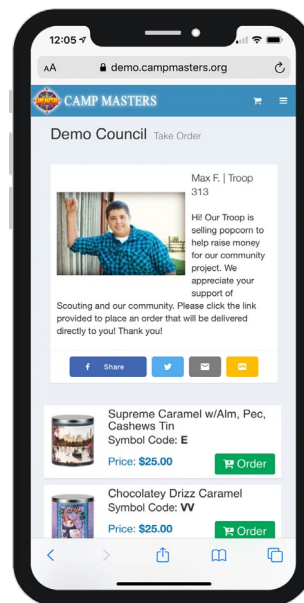 12:05
AA demo.campmasters.org
CAMP MASTERS
Demo Council Take Order
Max F. | Troop
313
Hi! Our Troop is
selling popcorn to
help raise money
for our community
project. We
appreciate your
support of
Scouting and our community. Please click the link
provided to place an order that will be delivered
directly to you! Thank you!
f Share
Supreme Caramel w/Alm, Pec,
Cashews Tin
Symbol Code: E
Price: $25.00 Order
Chocolatey Drizz Caramel
Symbol Code: VV
Price: $25.00 Order